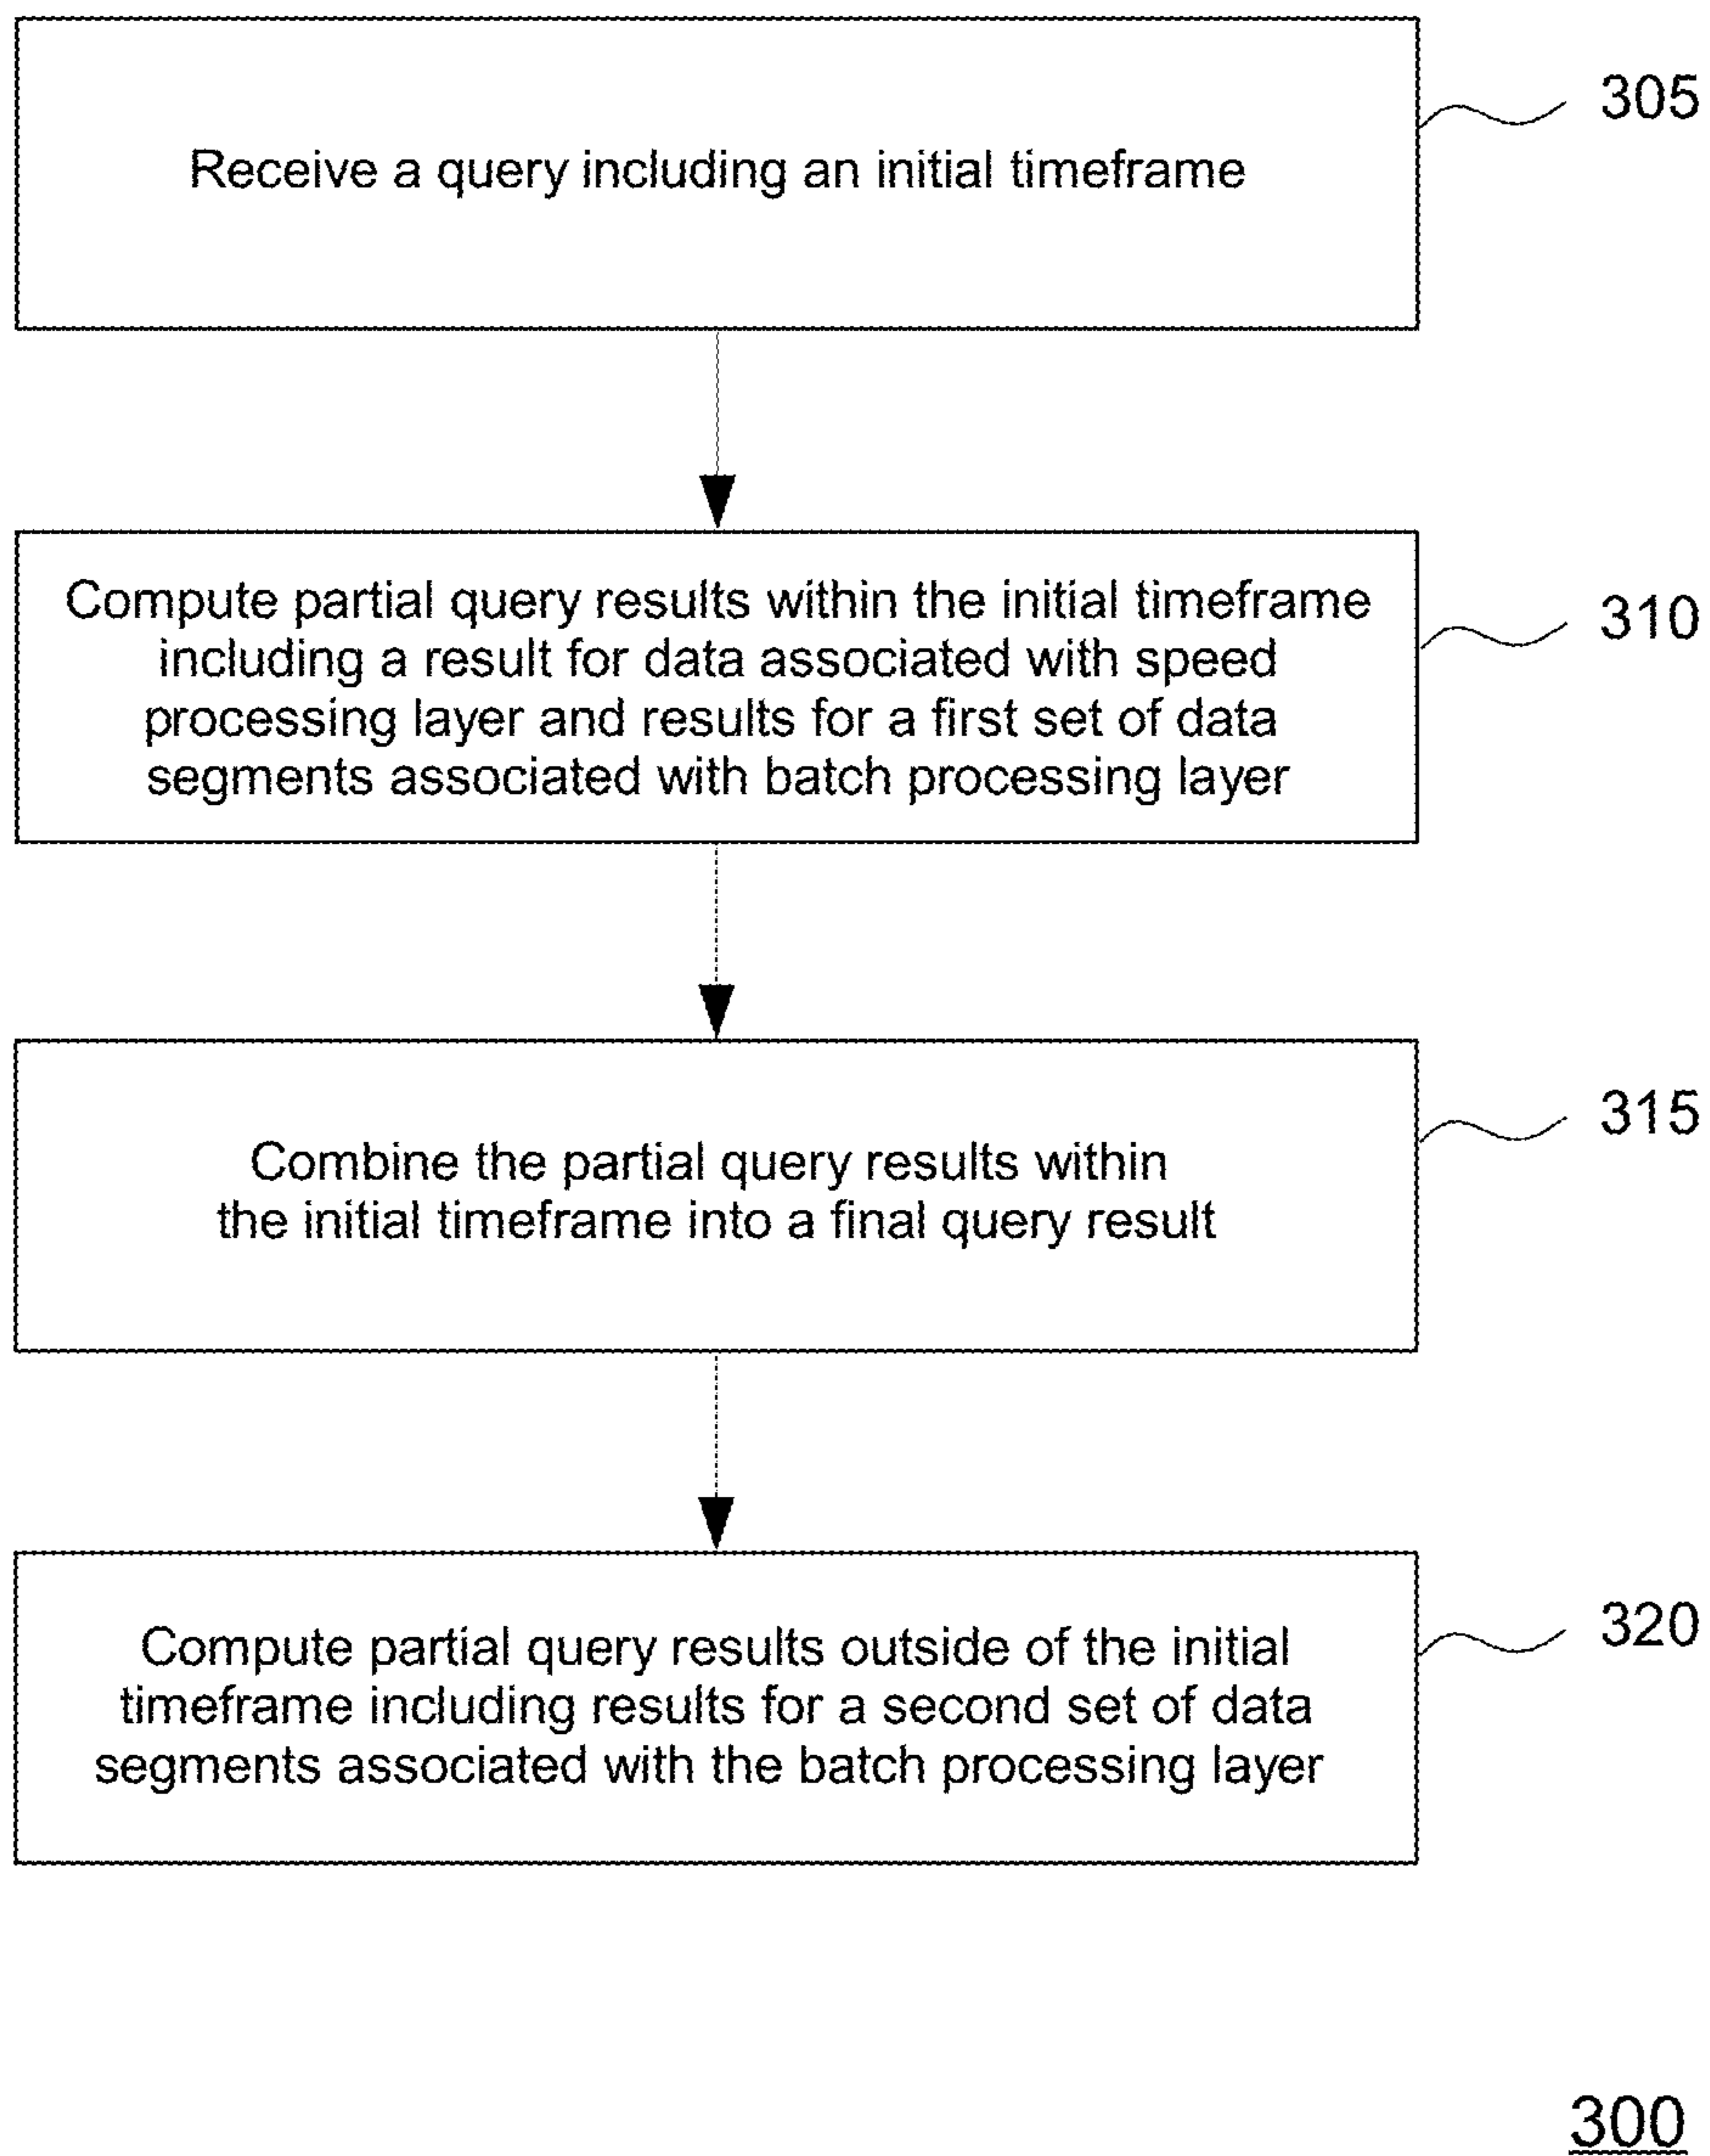 Receive a query including an initial timeframe
305
Compute partial query results within the initial timeframe
including a result for data associated with speed
processing layer and results for a first set of data
segments associated with batch processing layer
310
Combine the partial query results within
the initial timeframe into a final query result
315
Compute partial query results outside of the initial
timeframe including results for a second set of data
segments associated with the batch processing layer
320
300